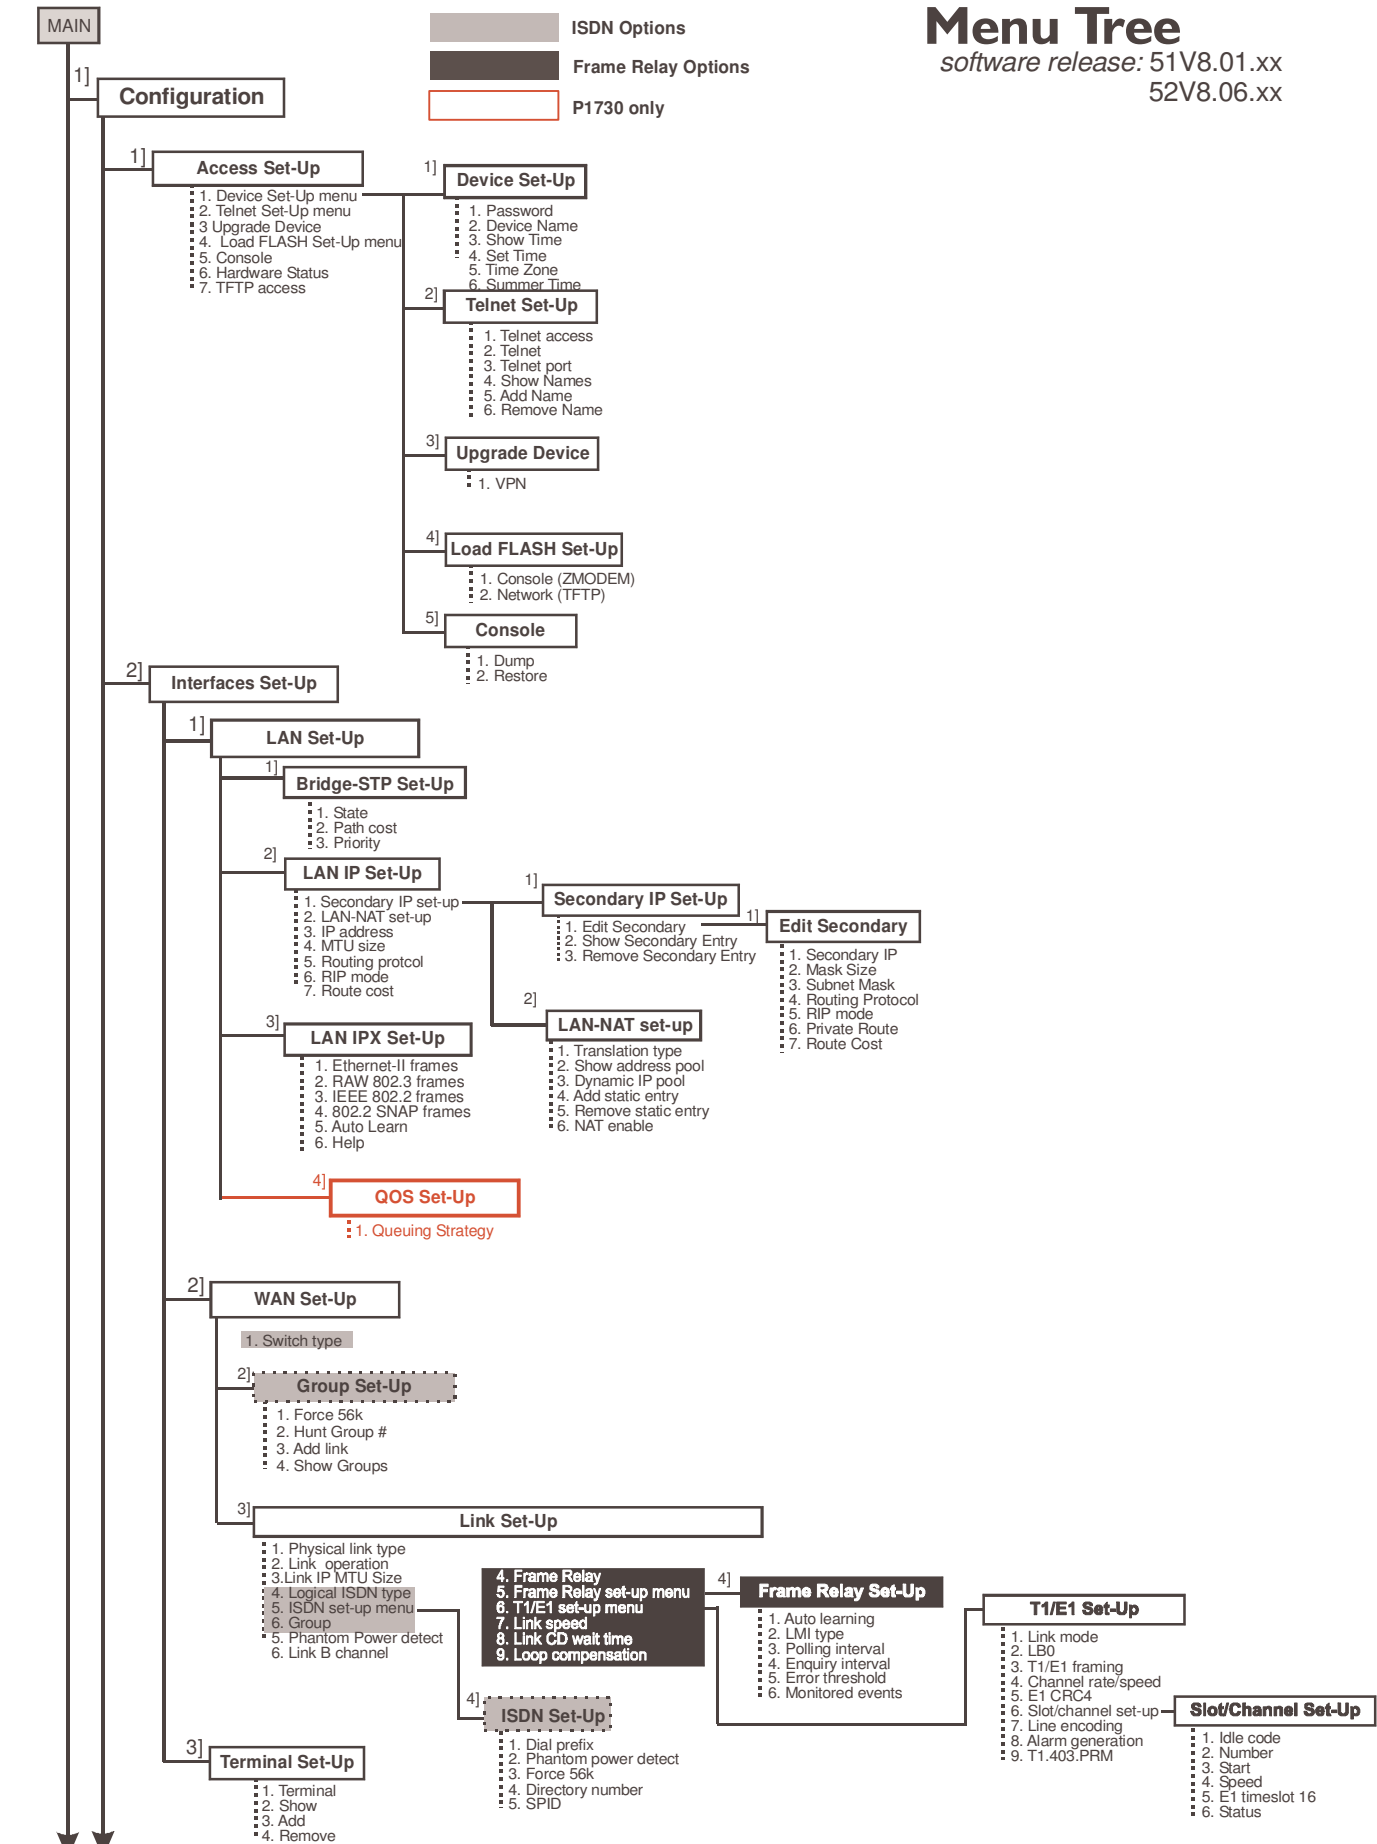 MAIN
ISDN Options
Frame Relay Options
P1730 only
Menu Tree
software release: 51V8.01.xx
52V8.06.xx
1]
Configuration
1]
Access Set-Up
1. Device Set-Up menu
2. Telnet Set-Up menu
3 Upgrade Device
4. Load FLASH Set-Up menu
5. Console
6. Hardware Status
7. TFTP access
1]
Device Set-Up
1. Password
2. Device Name
3. Show Time
4. Set Time
5. Time Zone
6. Summer Time
2]
Telnet Set-Up
1. Telnet access
2. Telnet
3. Telnet port
4. Show Names
5. Add Name
6. Remove Name
3]
Upgrade Device
1. VPN
4]
Load FLASH Set-Up
1. Console (ZMODEM)
2. Network (TFTP)
5]
Console
1. Dump
2. Restore
2]
Interfaces Set-Up
1]
LAN Set-Up
1]
Bridge-STP Set-Up
1. State
2. Path cost
3. Priority
2]
LAN IP Set-Up
1. Secondary IP set-up
2. LAN-NAT set-up
3. IP address
4. MTU size
5. Routing protcol
6. RIP mode
7. Route cost
1]
Secondary IP Set-Up
1. Edit Secondary
2. Show Secondary Entry
3. Remove Secondary Entry
1]
Edit Secondary
1. Secondary IP
2. Mask Size
3. Subnet Mask
4. Routing Protocol
5. RIP mode
6. Private Route
7. Route Cost
2]
LAN-NAT set-up
1. Translation type
2. Show address pool
3. Dynamic IP pool
4. Add static entry
5. Remove static entry
6. NAT enable
3]
LAN IPX Set-Up
1. Ethernet-II frames
2. RAW 802.3 frames
3. IEEE 802.2 frames
4. 802.2 SNAP frames
5. Auto Learn
6. Help
4]
QOS Set-Up
1. Queuing Strategy
2]
WAN Set-Up
1. Switch type
2]
Group Set-Up
1. Force 56k
2. Hunt Group #
3. Add link
4. Show Groups
3]
Link Set-Up
1. Physical link type
2. Link operation
3.Link IP MTU Size
4. Logical ISDN type
5. ISDN set-up menu
6. Group
5. Phantom Power detect
6. Link B channel
4. Frame Relay
5. Frame Relay set-up menu
6. T1/E1 set-up menu
7. Link speed
8. Link CD wait time
9. Loop compensation
4]
Frame Relay Set-Up
1. Auto learning
2. LMI type
3. Polling interval
4. Enquiry interval
5. Error threshold
6. Monitored events
T1/E1 Set-Up
1. Link mode
2. LB0
3. T1/E1 framing
4. Channel rate/speed
5. E1 CRC4
6. Slot/channel set-up
7. Line encoding
8. Alarm generation
9. T1.403.PRM
Slot/Channel Set-Up
1. Idle code
2. Number
3. Start
4. Speed
5. E1 timeslot 16
6. Status
4]
ISDN Set-Up
1. Dial prefix
2. Phantom power detect
3. Force 56k
4. Directory number
5. SPID
3]
Terminal Set-Up
1. Terminal
2. Show
3. Add
4. Remove